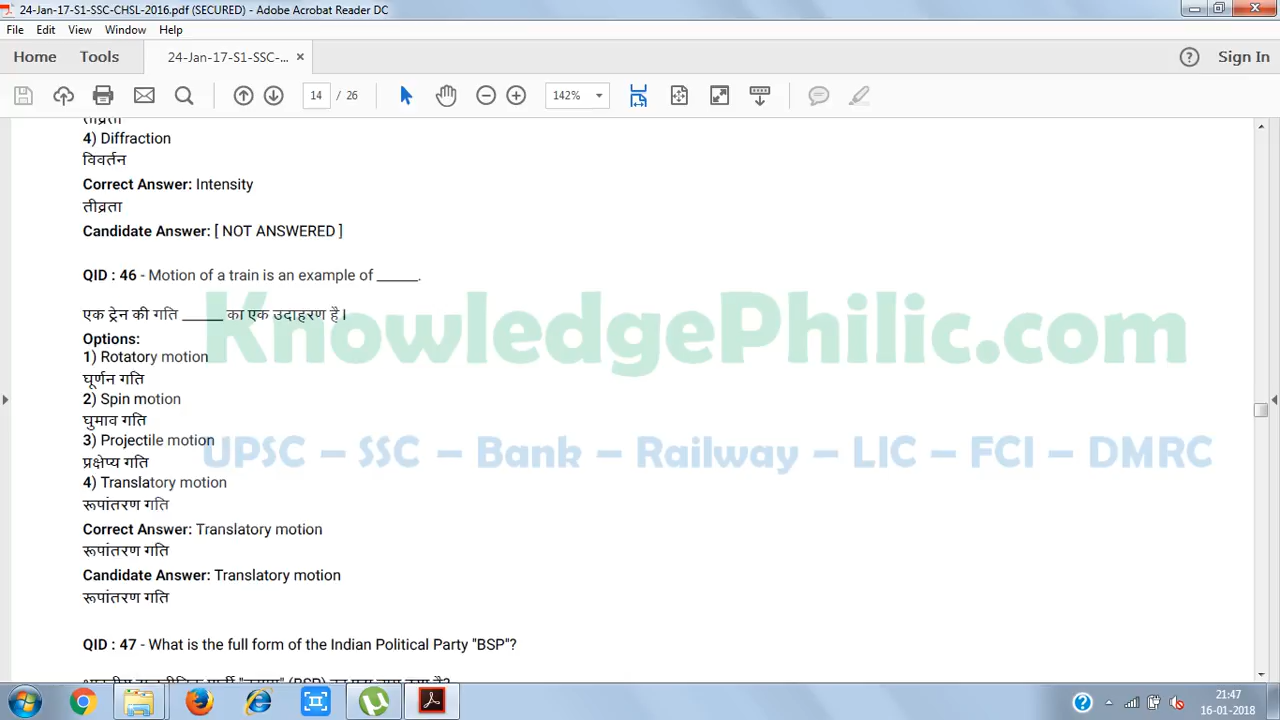 24-Jan-17-S1-SSC-CHSL-2016.pdf (SECURED) - Adobe Acrobat Reader DC
File Edit View Window Help
Home Tools 24-Jan-17-S1-SSC-... × Sign In
14 / 26 142%
तीव्रता
4) Diffraction
विवर्तन
Correct Answer: Intensity
तीव्रता
Candidate Answer: [ NOT ANSWERED ]
QID : 46 - Motion of a train is an example of _____.
एक ट्रेन की गति _____ का एक उदाहरण है।
KnowledgePhilic.com
Options:
1) Rotatory motion
घूर्णन गति
2) Spin motion
घुमाव गति
3) Projectile motion
UPSC – SSC – Bank – Railway – LIC – FCI – DMRC
प्रक्षेप्य गति
4) Translatory motion
रूपांतरण गति
Correct Answer: Translatory motion
रूपांतरण गति
Candidate Answer: Translatory motion
रूपांतरण गति
QID : 47 - What is the full form of the Indian Political Party "BSP"?
(BSP) का
21:47
16-01-2018